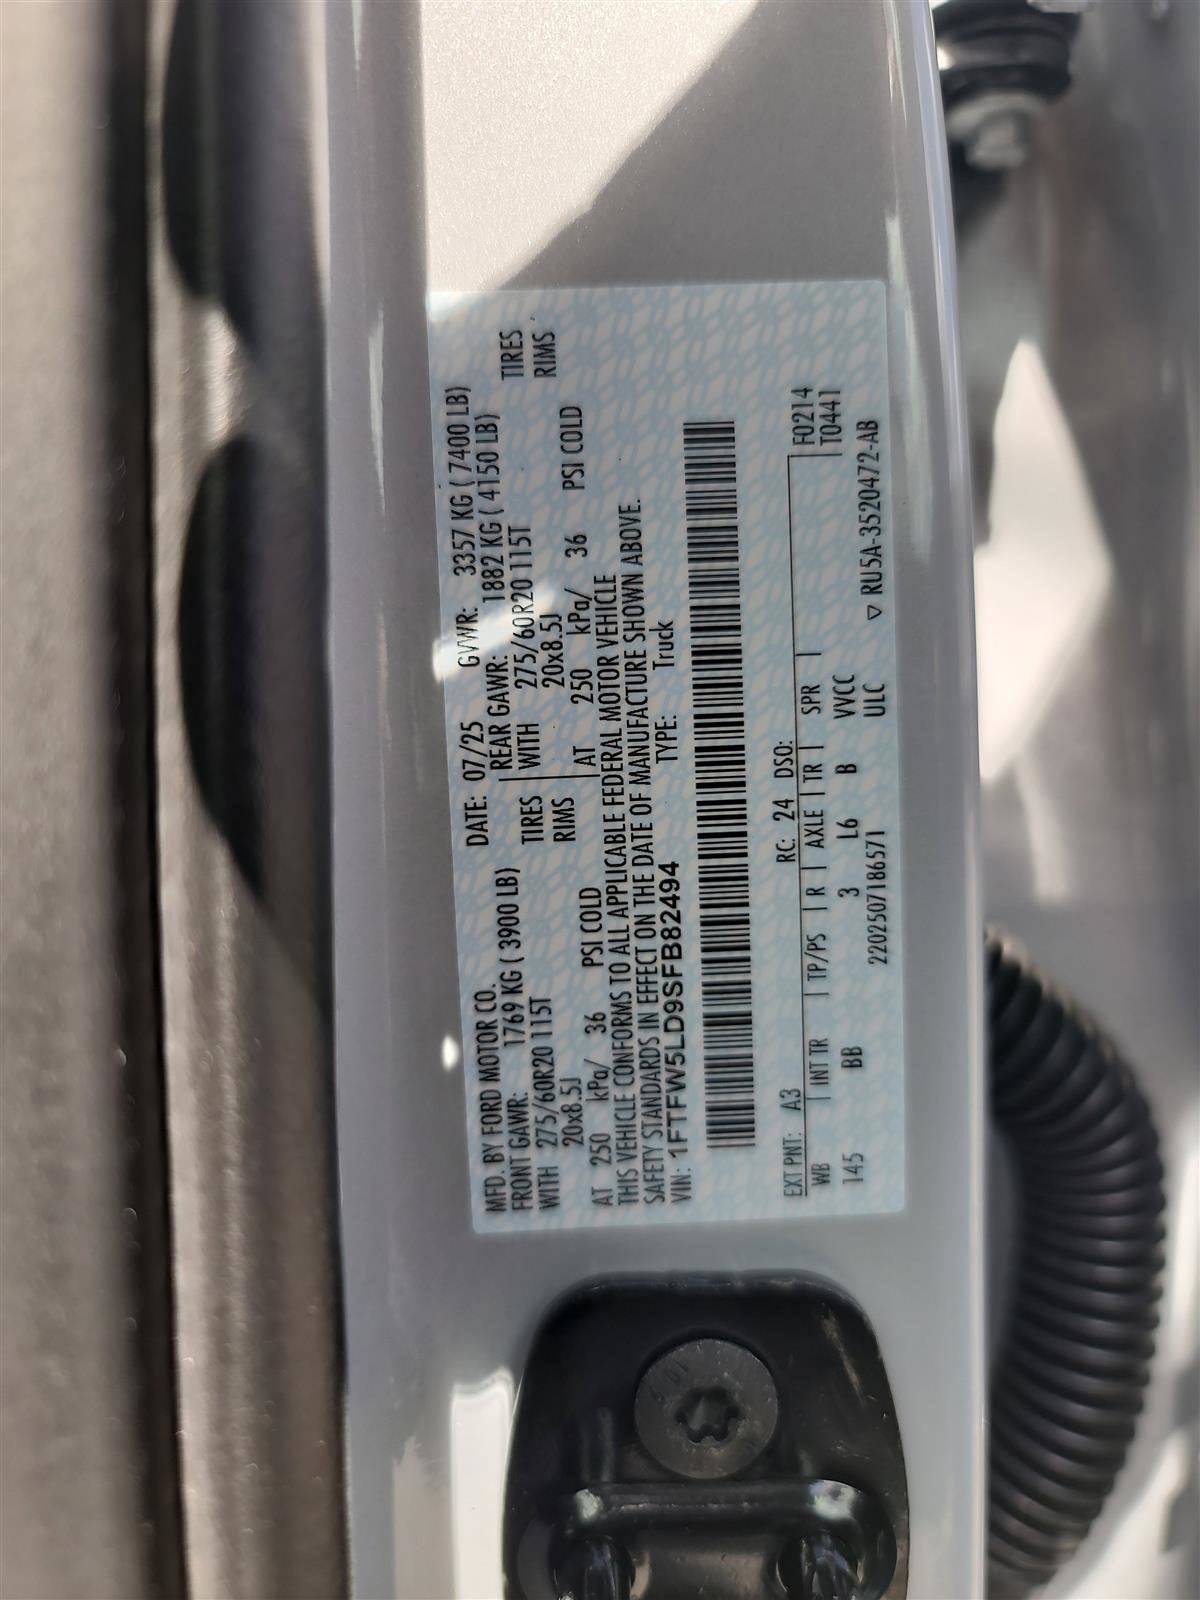 MFD. BY FORD MOTOR CO. DATE: 07/25 GVWR: 3357 KG ( 7400 LB)
FRONT GAWR: 1769 KG ( 3900 LB) REAR GAWR: 1882 KG ( 4150 LB)
WITH 275/60R20 115T TIRES WITH 275/60R20 115T TIRES
20x8.5J RIMS 20x8.5J RIMS
AT 250 kPa/ 36 PSI COLD AT 250 kPa/ 36 PSI COLD
THIS VEHICLE CONFORMS TO ALL APPLICABLE FEDERAL MOTOR VEHICLE
SAFETY STANDARDS IN EFFECT ON THE DATE OF MANUFACTURE SHOWN ABOVE.
VIN: 1FTFW5LD9SFB82494 TYPE: Truck
EXT PNT: A3 RC: 24 DSO: F0214
WB INT TR TP/PS R AXLE TR SPR T0441
145 BB 3 L6 B VVCC
220250718657I ULC ▽ RU5A-3520472-AB